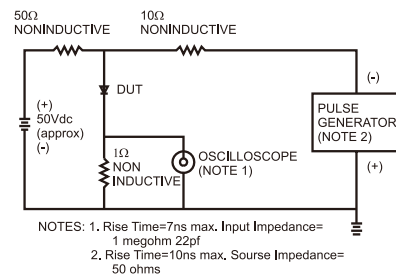 50Ω
NONINDUCTIVE
10Ω
NONINDUCTIVE
(+)
50Vdc
(approx)
(-)
DUT
1Ω
NON
INDUCTIVE
OSCILLOSCOPE
(NOTE 1)
(-)
PULSE
GENERATOR
(NOTE 2)
(+)
NOTES: 1. Rise Time=7ns max. Input Impedance=
1 megohm 22pf
2. Rise Time=10ns max. Sourse Impedance=
50 ohms